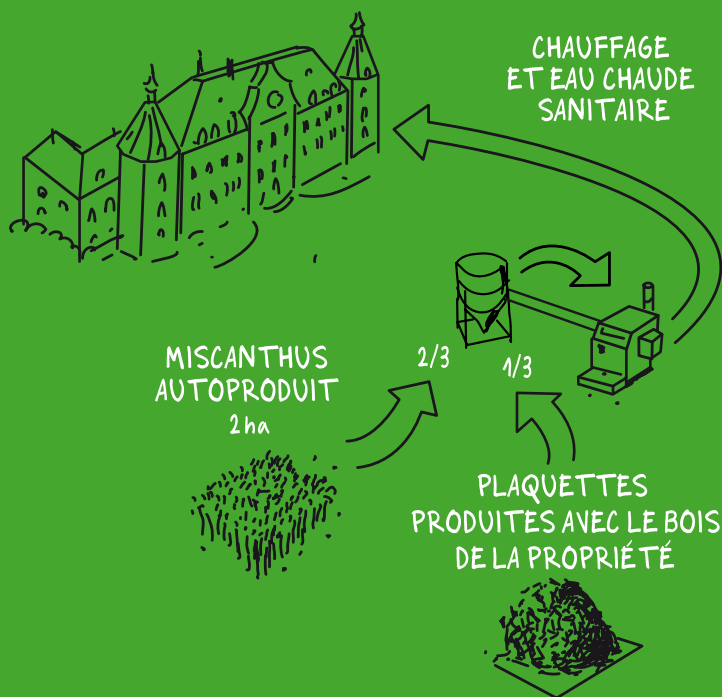 CHAUFFAGE
ET EAU CHAUDE
SANITAIRE
MISCANTHUS
AUTOPRODUIT
2ha
2/3
1/3
PLAQUETTES
PRODUITES AVEC LE BOIS
DE LA PROPRIÉTÉ